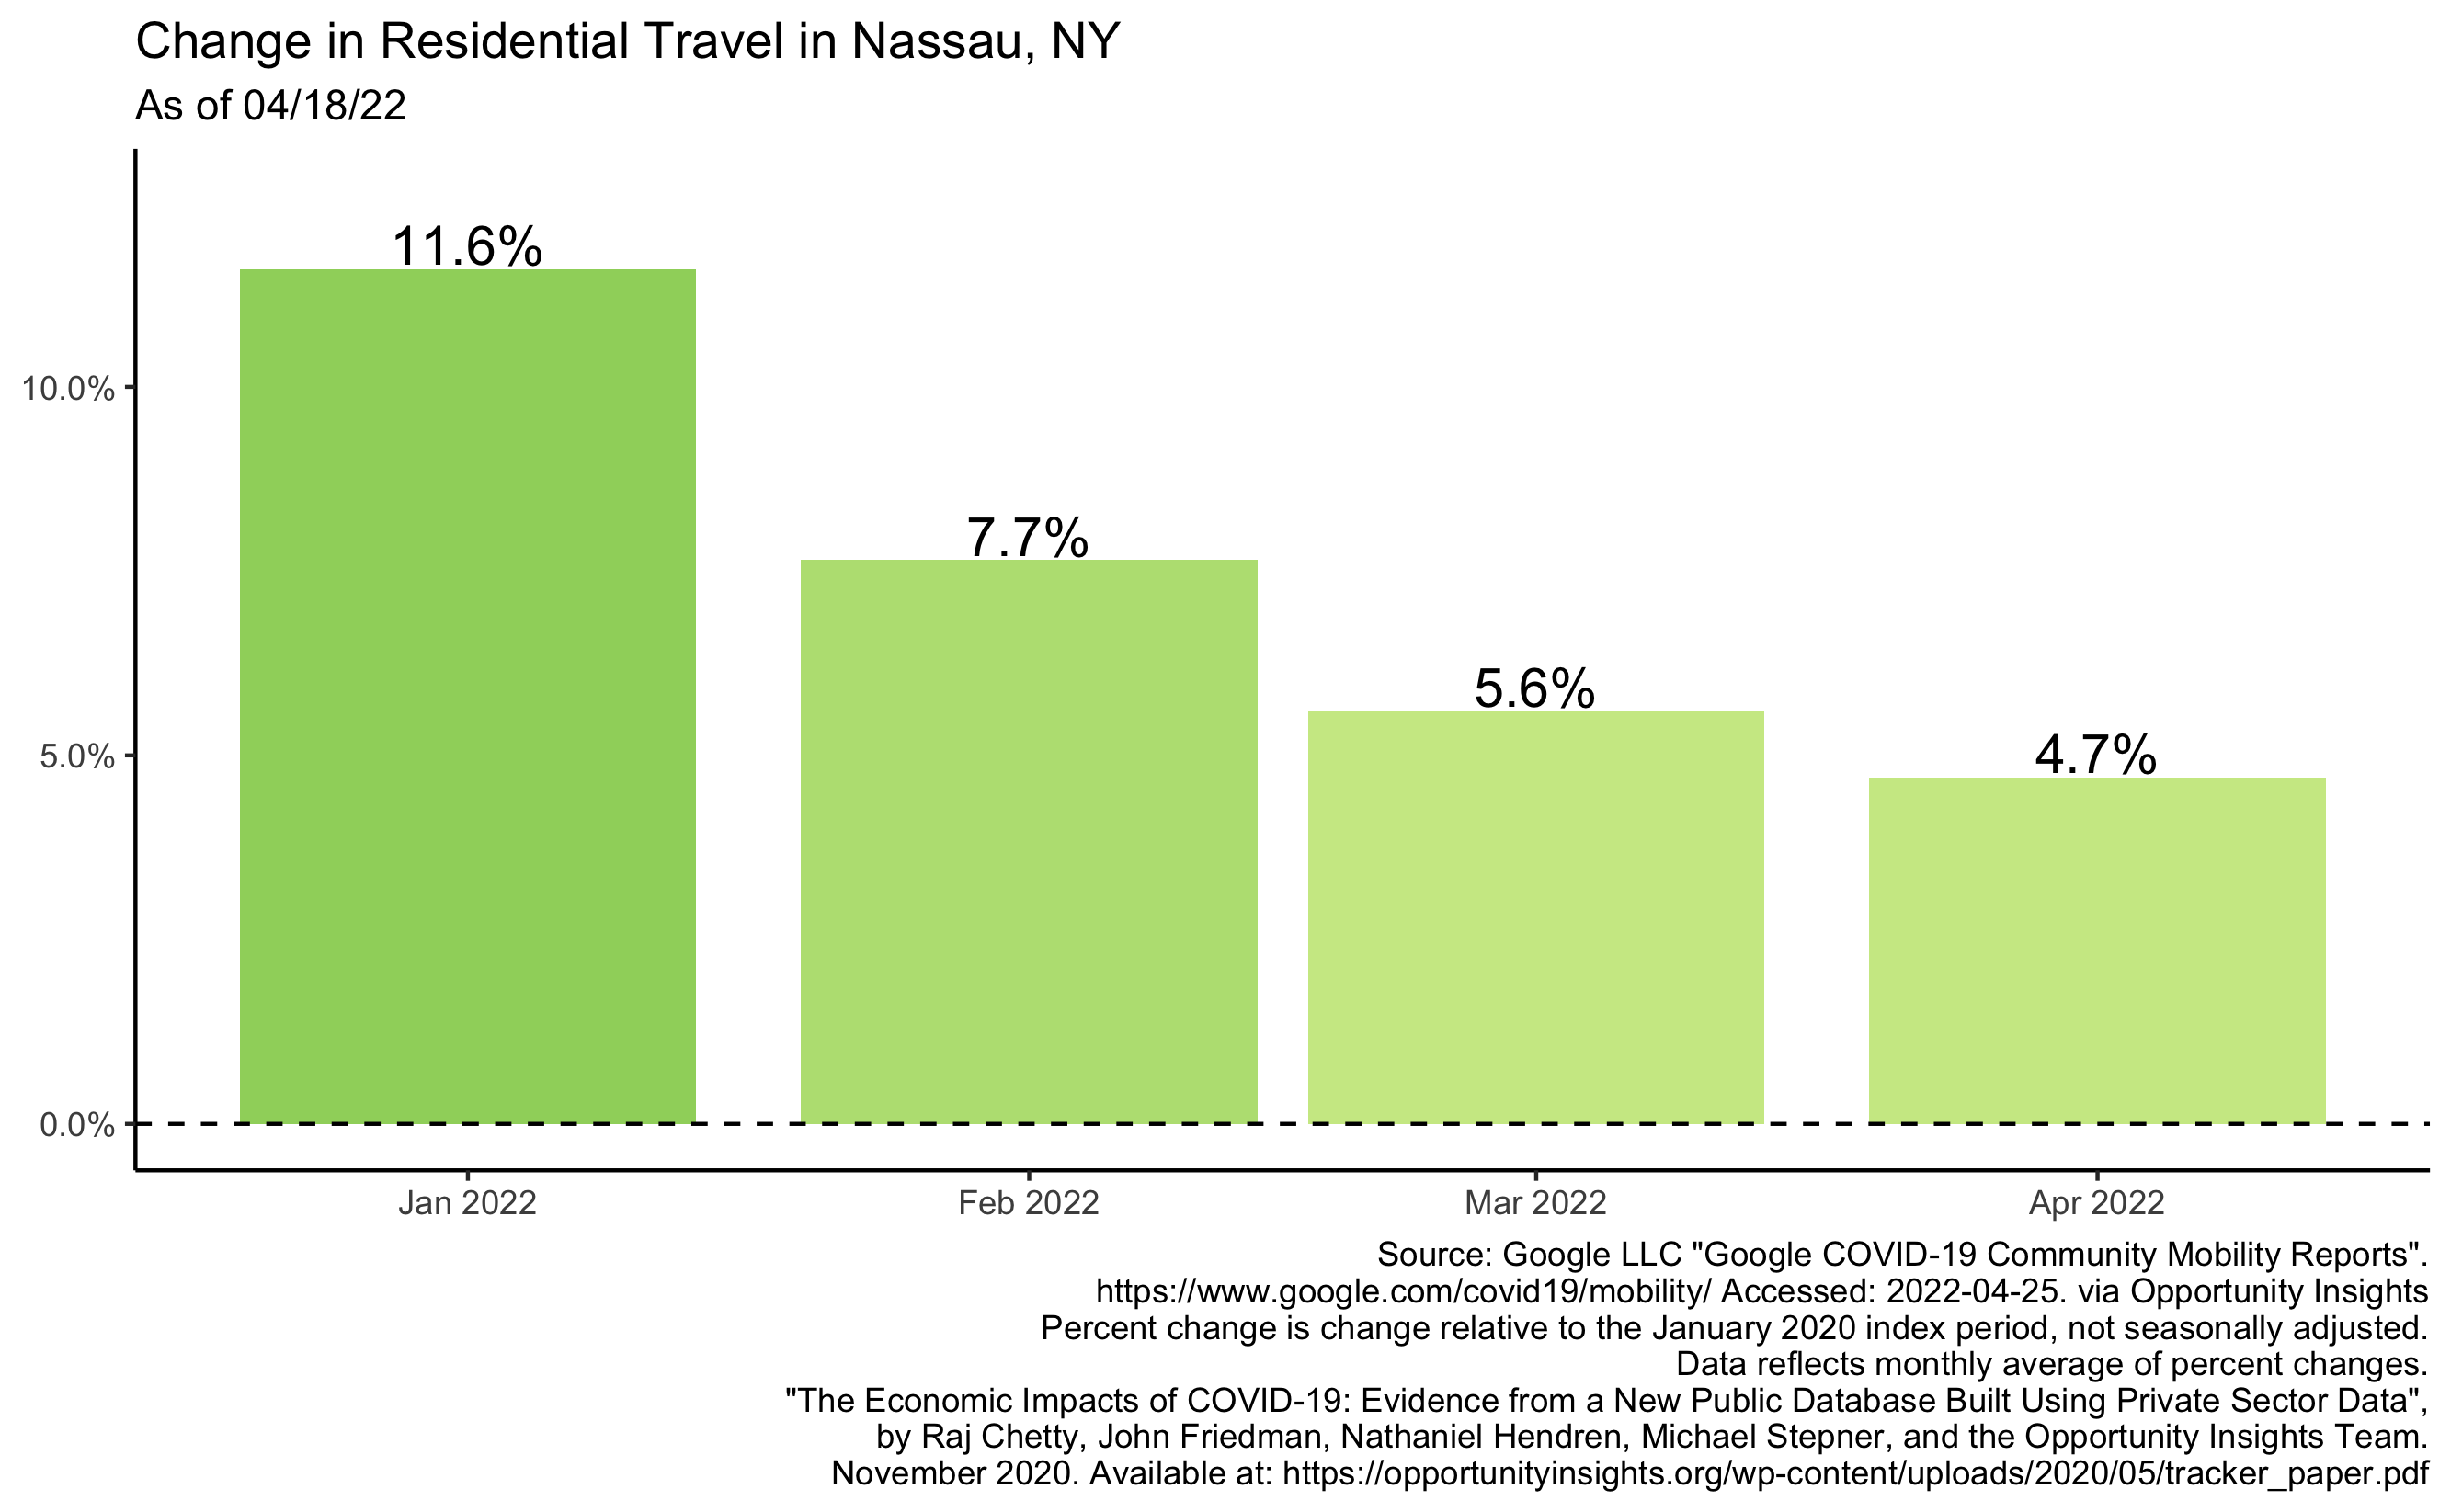 Change in Residential Travel in Nassau, NY
As of 04/18/22
11.6%
10.0%
7.7%
5.6%
5.0%
4.7%
0.0%
Jan 2022 Feb 2022 Mar 2022 Apr 2022
Source: Google LLC "Google COVID-19 Community Mobility Reports".
https://www.google.com/covid19/mobility/ Accessed: 2022-04-25. via Opportunity Insights
Percent change is change relative to the January 2020 index period, not seasonally adjusted.
Data reflects monthly average of percent changes.
"The Economic Impacts of COVID-19: Evidence from a New Public Database Built Using Private Sector Data",
by Raj Chetty, John Friedman, Nathaniel Hendren, Michael Stepner, and the Opportunity Insights Team.
November 2020. Available at: https://opportunityinsights.org/wp-content/uploads/2020/05/tracker_paper.pdf